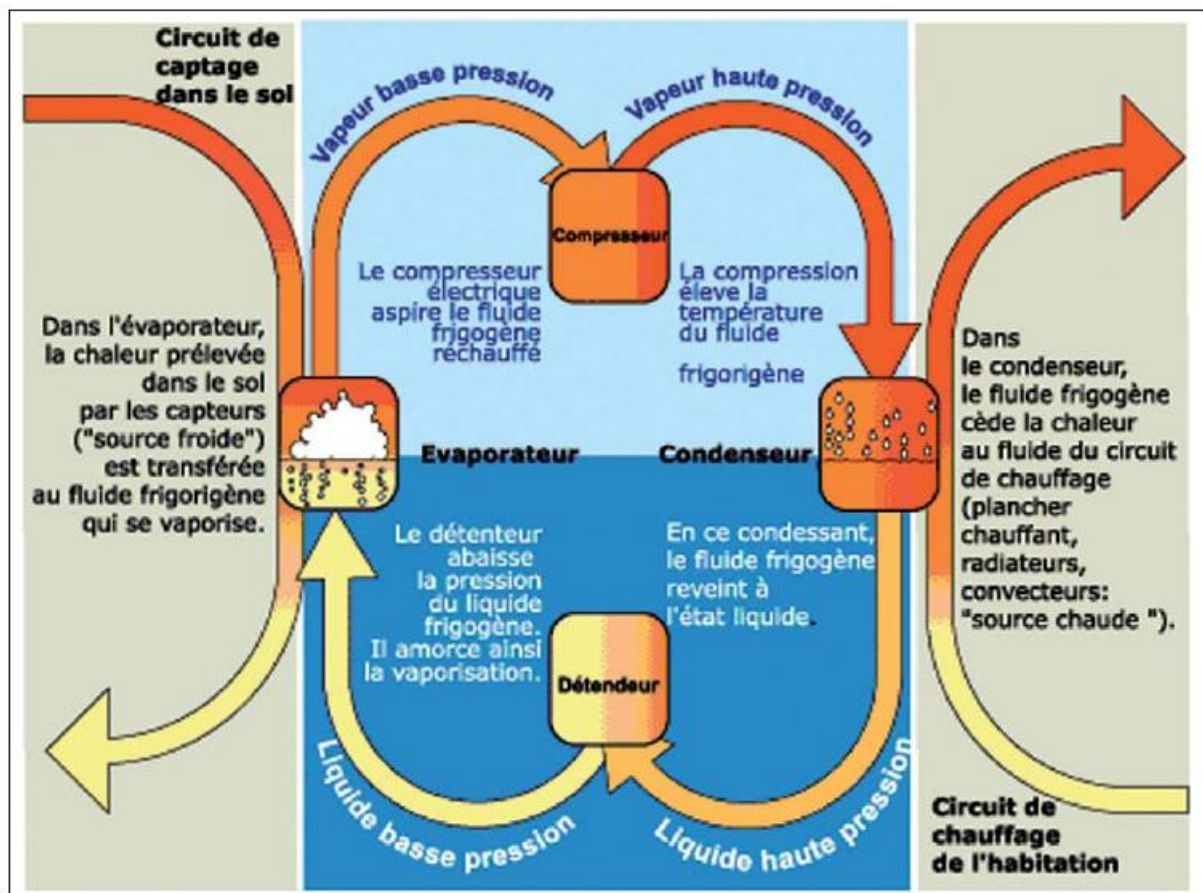 Circuit de
captage
dans le sol
Vapeur basse pression
Vapeur haute pression
Compresseur
Le compresseur
électrique
aspire le fluide
frigogène
réchauffé
La compression
éleve la
température
du fluide
frigorigène
Dans l'évaporateur,
la chaleur prélevée
dans le sol
par les capteurs
("source froide")
est transférée
au fluide frigorigène
qui se vaporise.
Evaporateur
Condenseur
Dans
le condenseur,
le fluide frigogène
cède la chaleur
au fluide du circuit
de chauffage
(plancher
chauffant,
radiateurs,
convecteurs:
"source chaude ").
Le détenteur
abaisse
la pression
du liquide
frigogène.
Il amorce ainsi
la vaporisation.
En ce condessant,
le fluide frigogène
reveint à
l'état liquide.
Détendeur
Liquide basse pression
Liquide haute pression
Circuit de
chauffage
de l'habitation